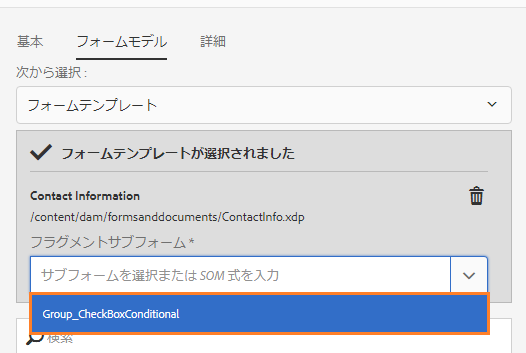 基本 フォームモデル 詳細
次から選択 :
フォームテンプレート
フォームテンプレートが選択されました
Contact Information
/content/dam/formsanddocuments/ContactInfo.xdp
フラグメントサブフォーム *
サブフォームを選択または SOM 式を入力
Group_CheckBoxConditional
検索